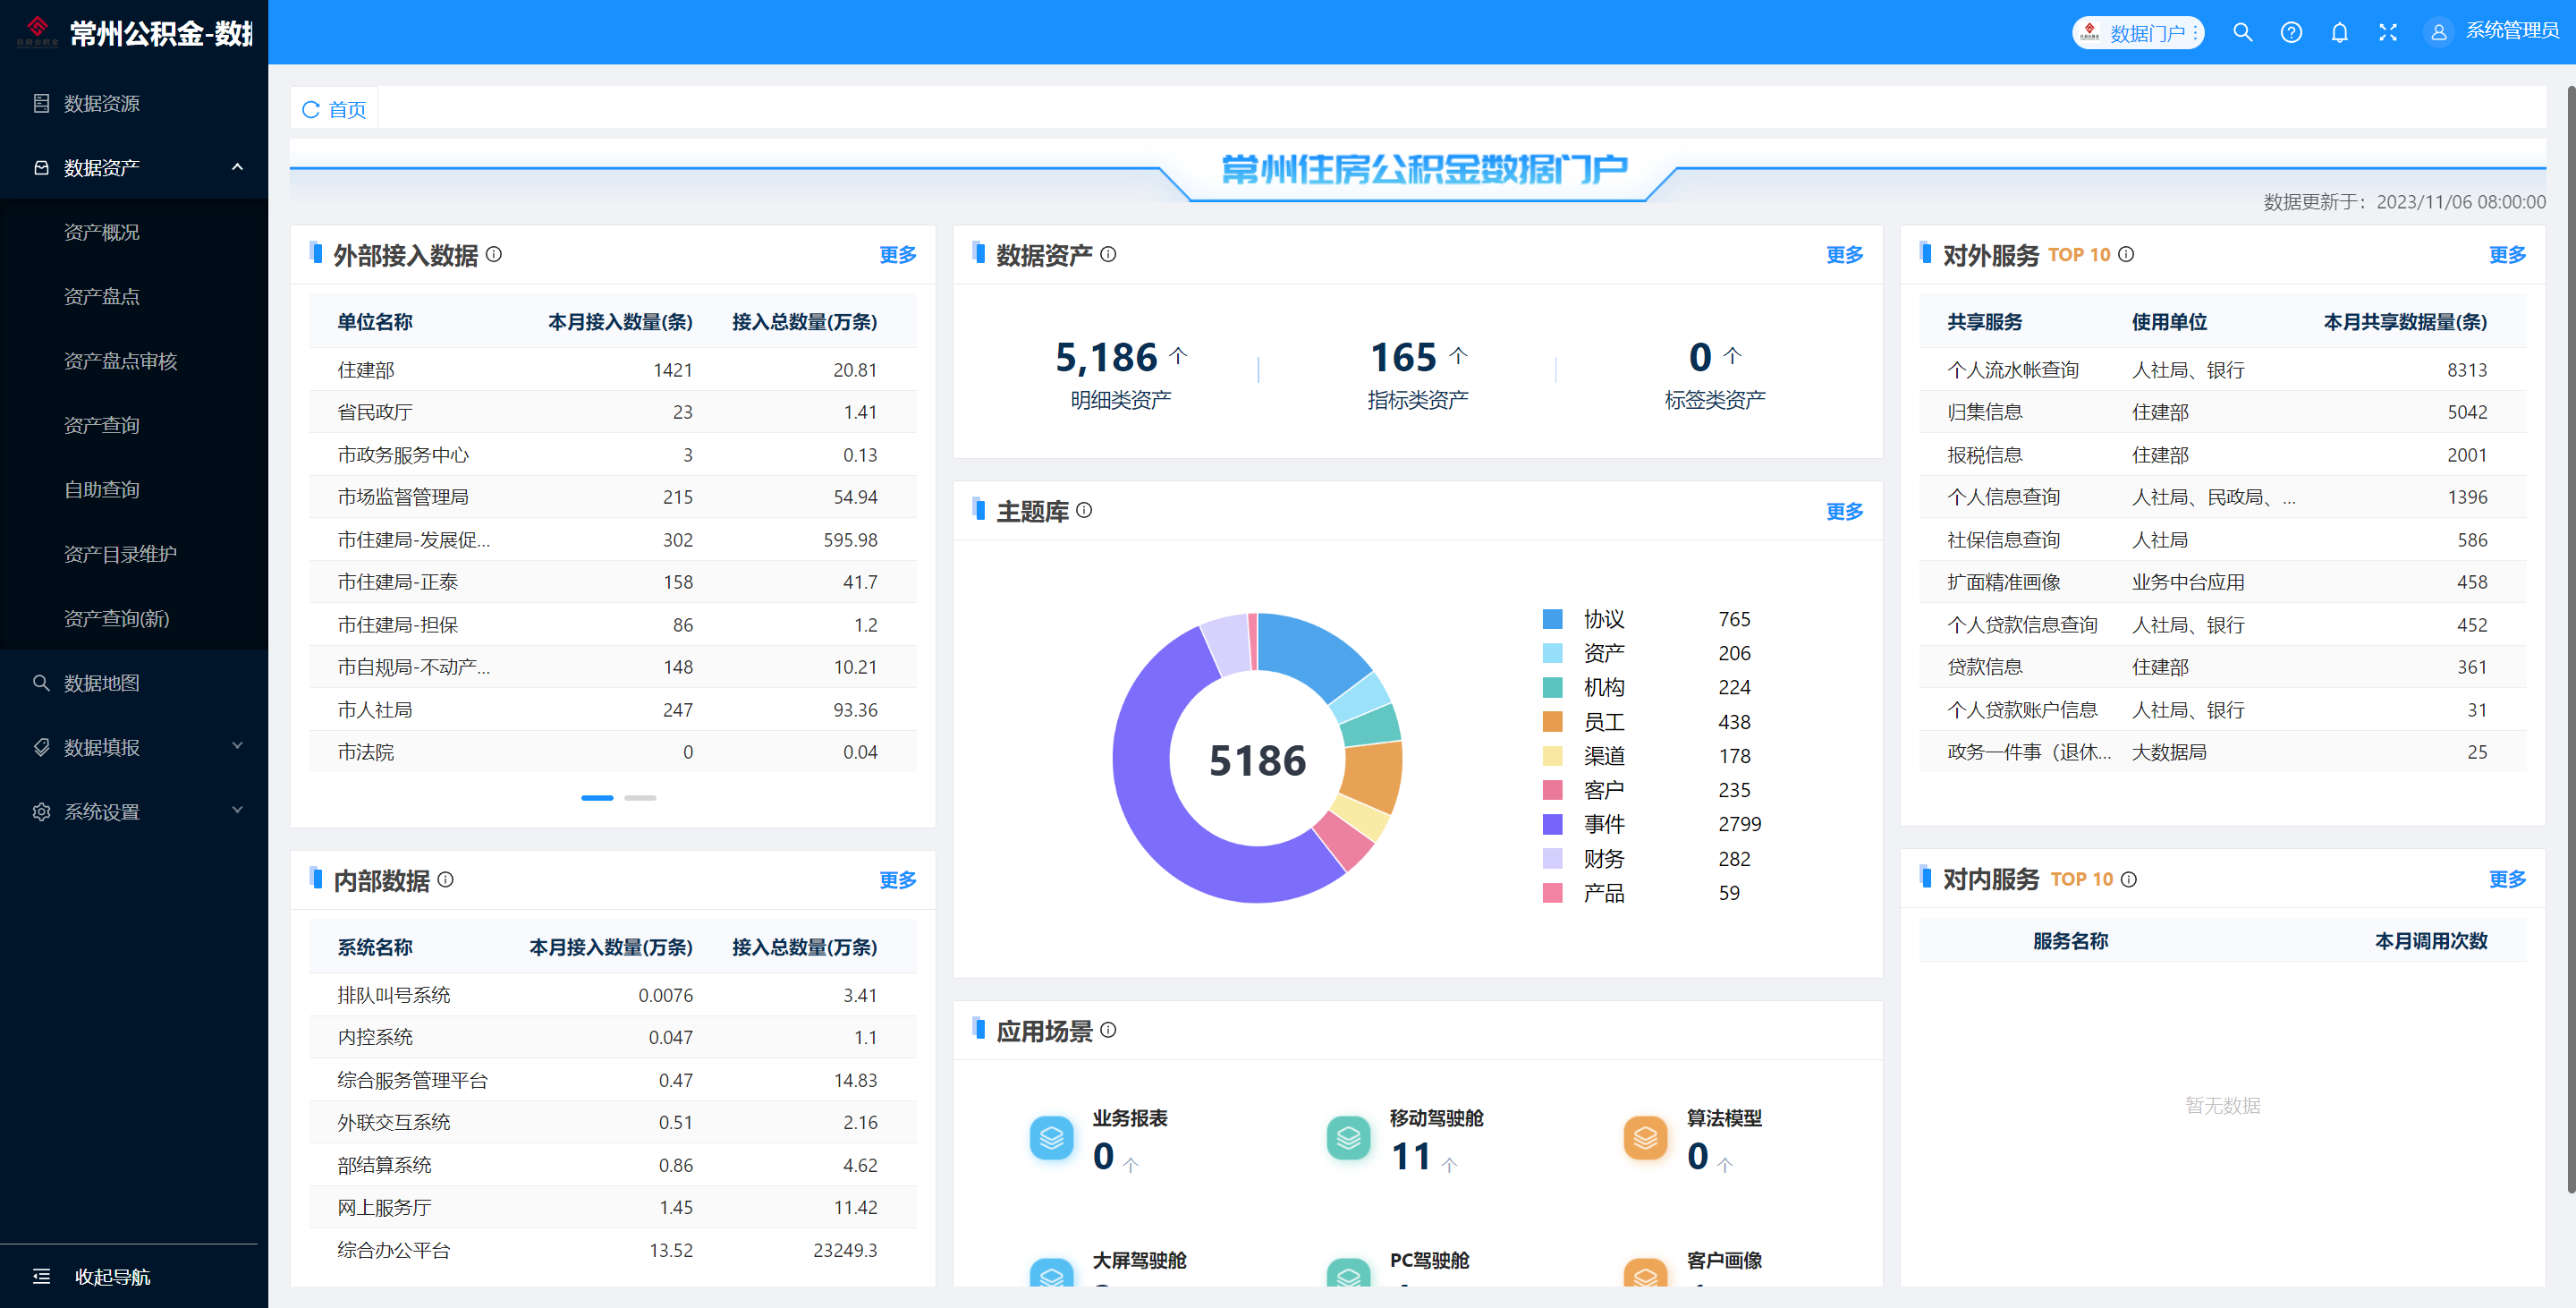 常州公积金-数据
数据门户
系统管理员
数据资源
数据资产
资产概况
资产盘点
资产盘点审核
资产查询
自助查询
资产目录维护
资产查询(新)
数据地图
数据填报
系统设置
收起导航
首页
常州住房公积金数据门户
数据更新于：2023/11/06 08:00:00
外部接入数据 更多
单位名称 本月接入数量(条) 接入总数量(万条)
住建部 1421 20.81
省民政厅 23 1.41
市政务服务中心 3 0.13
市场监督管理局 215 54.94
市住建局-发展促... 302 595.98
市住建局-正泰 158 41.7
市住建局-担保 86 1.2
市自规局-不动产... 148 10.21
市人社局 247 93.36
市法院 0 0.04
内部数据 更多
系统名称 本月接入数量(万条) 接入总数量(万条)
排队叫号系统 0.0076 3.41
内控系统 0.047 1.1
综合服务管理平台 0.47 14.83
外联交互系统 0.51 2.16
部结算系统 0.86 4.62
网上服务厅 1.45 11.42
综合办公平台 13.52 23249.3
数据资产 更多
5,186 个 165 个 0 个
明细类资产 指标类资产 标签类资产
主题库 更多
5186
协议 765
资产 206
机构 224
员工 438
渠道 178
客户 235
事件 2799
财务 282
产品 59
应用场景
业务报表 移动驾驶舱 算法模型
0 个 11 个 0 个
大屏驾驶舱 PC驾驶舱 客户画像
对外服务 TOP 10 更多
共享服务 使用单位 本月共享数据量(条)
个人流水帐查询 人社局、银行 8313
归集信息 住建部 5042
报税信息 住建部 2001
个人信息查询 人社局、民政局、... 1396
社保信息查询 人社局 586
扩面精准画像 业务中台应用 458
个人贷款信息查询 人社局、银行 452
贷款信息 住建部 361
个人贷款账户信息 人社局、银行 31
政务一件事（退休... 大数据局 25
对内服务 TOP 10 更多
服务名称 本月调用次数
暂无数据